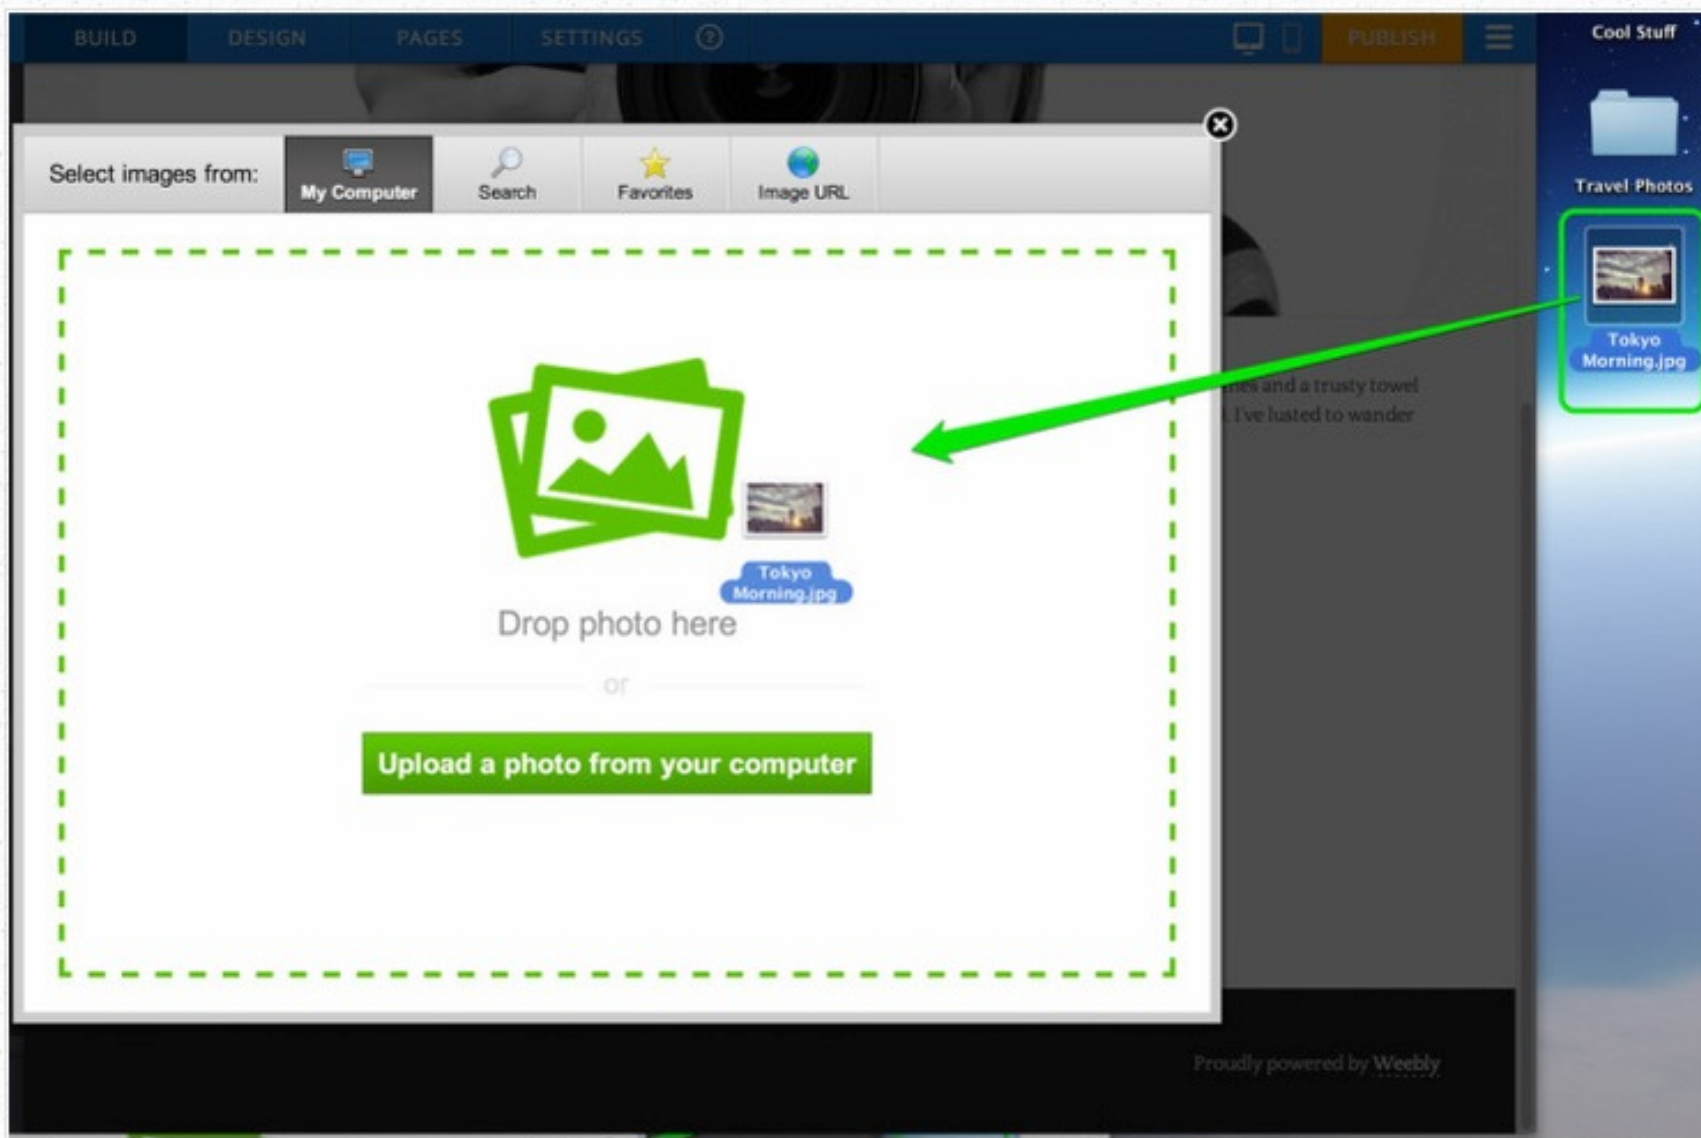 BUILD
DESIGN
PAGES
SETTINGS
?
PUBLISH
Cool Stuff
Travel Photos
Tokyo
Morning.jpg
Select images from:
My Computer
Search
Favorites
Image URL
and a trusty towel
I've lusted to wander
Tokyo
Morning.jpg
Drop photo here
or
Upload a photo from your computer
Proudly powered by Weebly